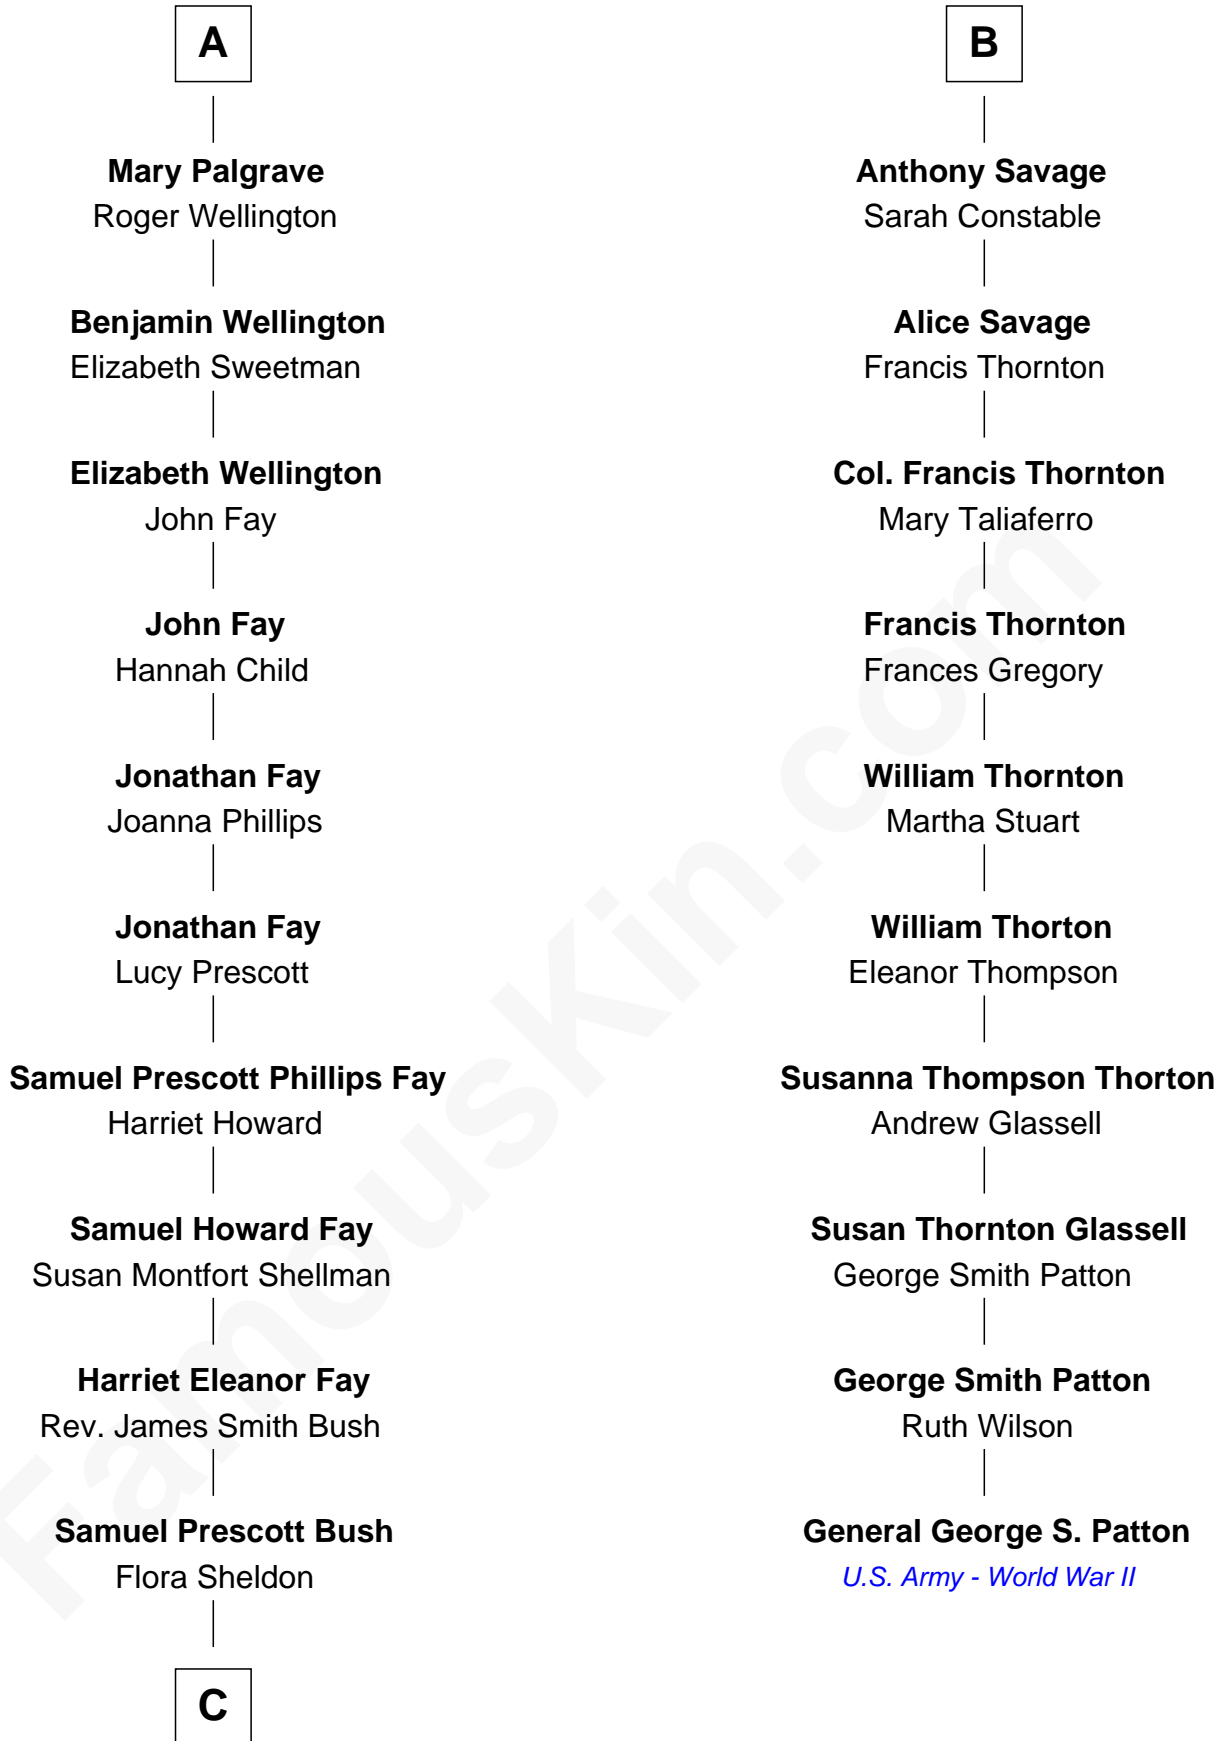 A
Mary Palgrave
Roger Wellington
Benjamin Wellington
Elizabeth Sweetman
Elizabeth Wellington
John Fay
John Fay
Hannah Child
Jonathan Fay
Joanna Phillips
Jonathan Fay
Lucy Prescott
Samuel Prescott Phillips Fay
Harriet Howard
Samuel Howard Fay
Susan Montfort Shellman
Harriet Eleanor Fay
Rev. James Smith Bush
Samuel Prescott Bush
Flora Sheldon
C
B
Anthony Savage
Sarah Constable
Alice Savage
Francis Thornton
Col. Francis Thornton
Mary Taliaferro
Francis Thornton
Frances Gregory
William Thornton
Martha Stuart
William Thorton
Eleanor Thompson
Susanna Thompson Thorton
Andrew Glassell
Susan Thornton Glassell
George Smith Patton
George Smith Patton
Ruth Wilson
General George S. Patton
U.S. Army - World War II
FamousKin.com